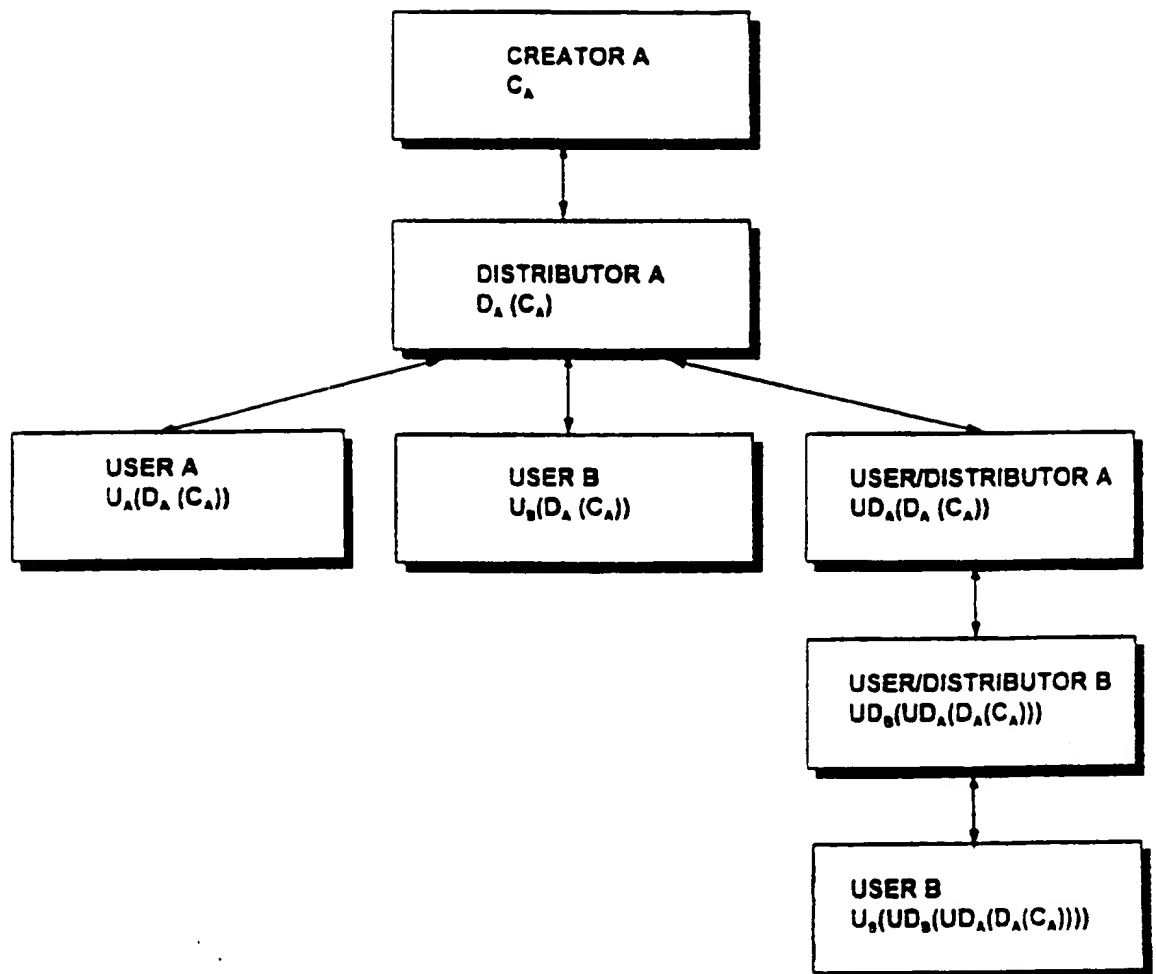 CREATOR A
C_A
DISTRIBUTOR A
D_A (C_A)
USER A
U_A(D_A (C_A))
USER B
U_B(D_A (C_A))
USER/DISTRIBUTOR A
UD_A(D_A (C_A))
USER/DISTRIBUTOR B
UD_B(UD_A(D_A(C_A)))
USER B
U_B(UD_B(UD_A(D_A(C_A))))